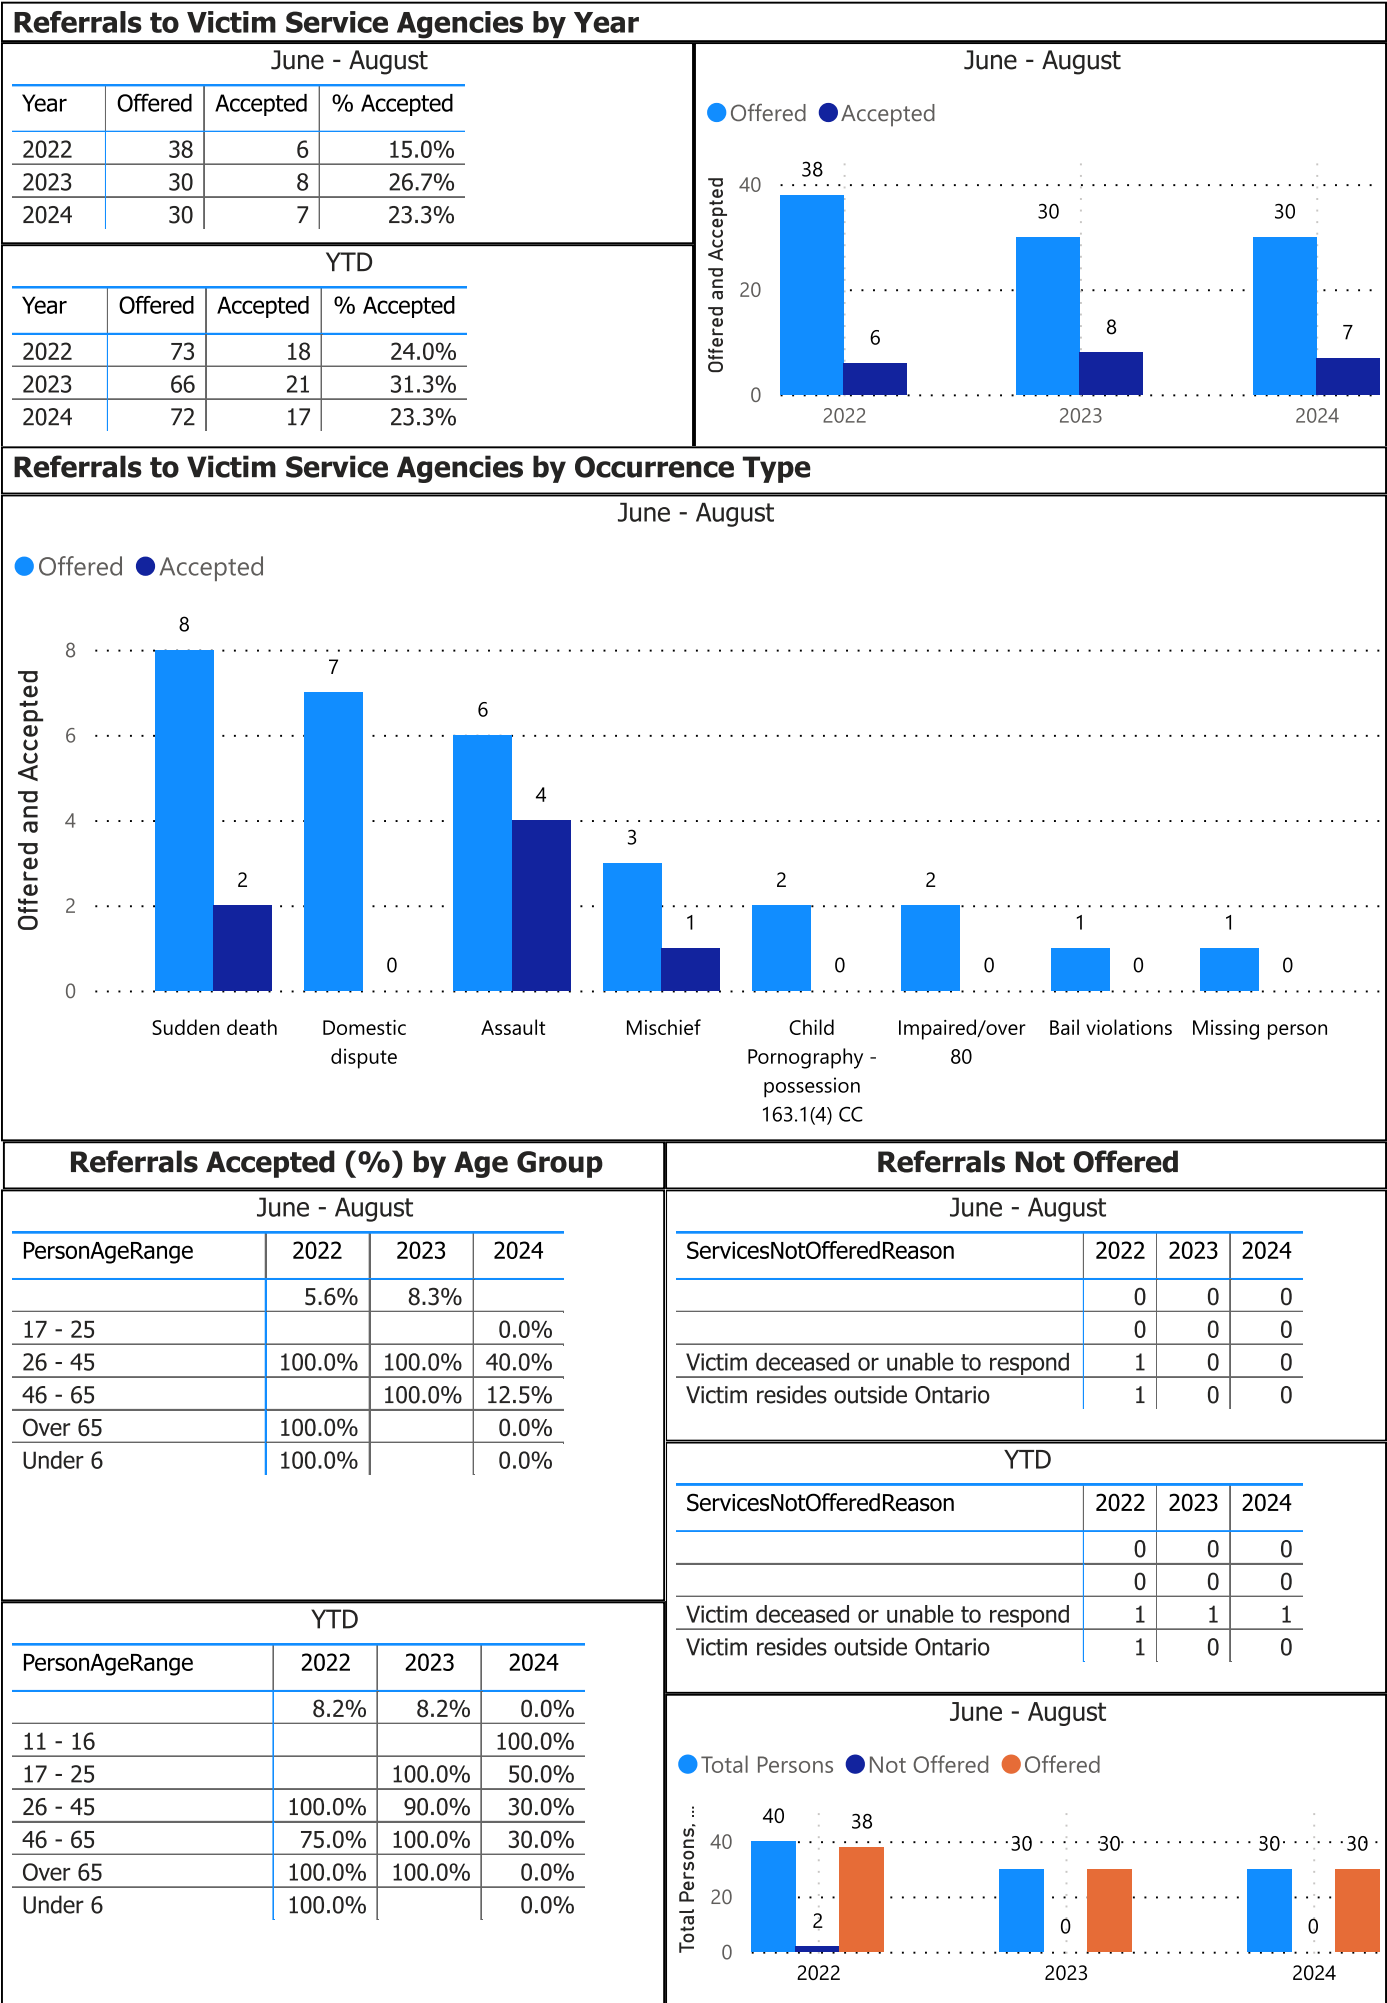 Referrals to Victim Service Agencies by Year
June - August
Year Offered Accepted % Accepted
2022 38 6 15.0%
2023 30 8 26.7%
2024 30 7 23.3%
YTD
Year Offered Accepted % Accepted
2022 73 18 24.0%
2023 66 21 31.3%
2024 72 17 23.3%
June - August
Offered Accepted
Offered and Accepted
40
20
0
38
6
30
8
30
7
2022 2023 2024
Referrals to Victim Service Agencies by Occurrence Type
June - August
Offered Accepted
Offered and Accepted
8
6
4
2
0
8
2
7
0
6
4
3
1
2
0
2
0
1
0
1
0
Sudden death
Domestic
dispute
Assault
Mischief
Child
Pornography -
possession
163.1(4) CC
Impaired/over
80
Bail violations
Missing person
Referrals Accepted (%) by Age Group
June - August
PersonAgeRange 2022 2023 2024
5.6% 8.3%
17 - 25 0.0%
26 - 45 100.0% 100.0% 40.0%
46 - 65 100.0% 12.5%
Over 65 100.0% 0.0%
Under 6 100.0% 0.0%
YTD
PersonAgeRange 2022 2023 2024
8.2% 8.2% 0.0%
11 - 16 100.0%
17 - 25 100.0% 50.0%
26 - 45 100.0% 90.0% 30.0%
46 - 65 75.0% 100.0% 30.0%
Over 65 100.0% 100.0% 0.0%
Under 6 100.0% 0.0%
Referrals Not Offered
June - August
ServicesNotOfferedReason 2022 2023 2024
0 0 0
0 0 0
Victim deceased or unable to respond 1 0 0
Victim resides outside Ontario 1 0 0
YTD
ServicesNotOfferedReason 2022 2023 2024
0 0 0
0 0 0
Victim deceased or unable to respond 1 1 1
Victim resides outside Ontario 1 0 0
June - August
Total Persons Not Offered Offered
Total Persons, ...
40
20
0
40
2
38
30
0
30
30
0
30
2022 2023 2024